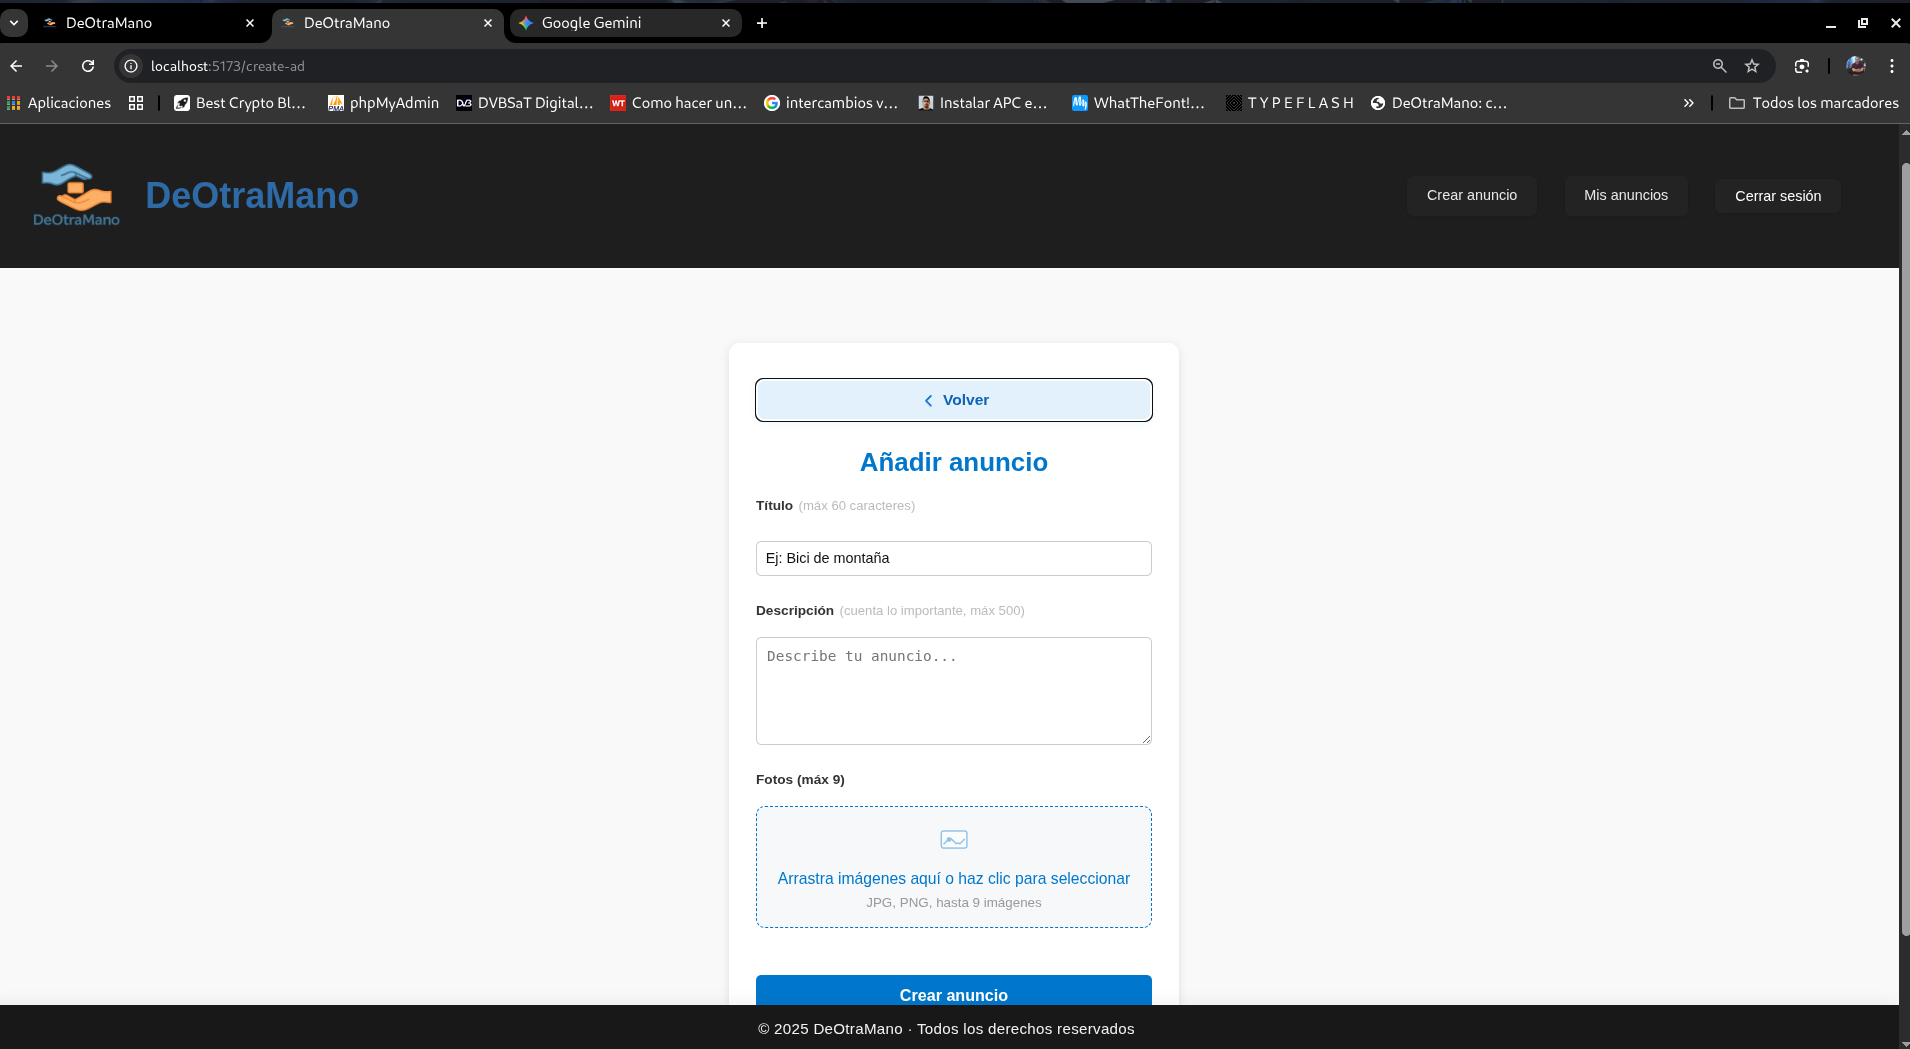 DeOtraMano
DeOtraMano
Google Gemini
localhost:5173/create-ad
Aplicaciones
Best Crypto Bl...
phpMyAdmin
DVBSaT Digital...
Como hacer un...
intercambios v...
Instalar APC e...
WhatTheFont!...
T Y P E F L A S H
DeOtraMano: c...
Todos los marcadores
DeOtraMano
DeOtraMano
Crear anuncio
Mis anuncios
Cerrar sesión
Volver
Añadir anuncio
Título (máx 60 caracteres)
Ej: Bici de montaña
Descripción (cuenta lo importante, máx 500)
Describe tu anuncio...
Fotos (máx 9)
Arrastra imágenes aquí o haz clic para seleccionar
JPG, PNG, hasta 9 imágenes
Crear anuncio
© 2025 DeOtraMano · Todos los derechos reservados